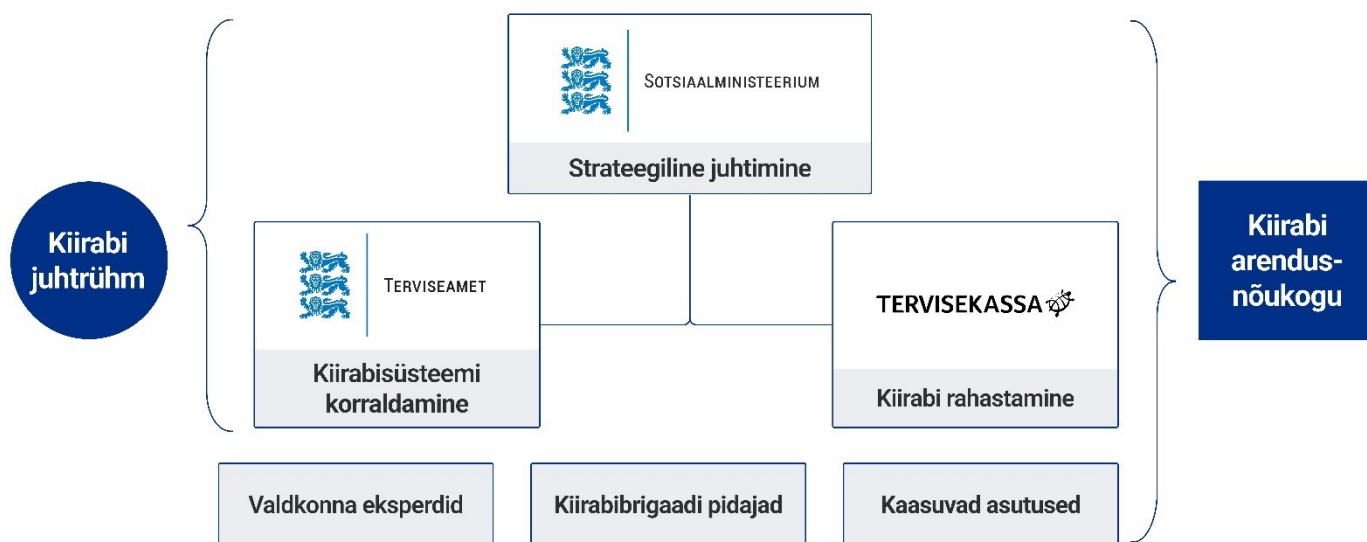 SOTSIAALMINISTEERIUM
Strateegiline juhtimine
Kiirabi
juhtrühm
TERVISEAMET
Kiirabisüsteemi
korraldamine
TERVISEKASSA
Kiirabi rahastamine
Kiirabi
arendus-
nõukogu
Valdkonna eksperdid
Kiirabibrigaadi pidajad
Kaasuvad asutused